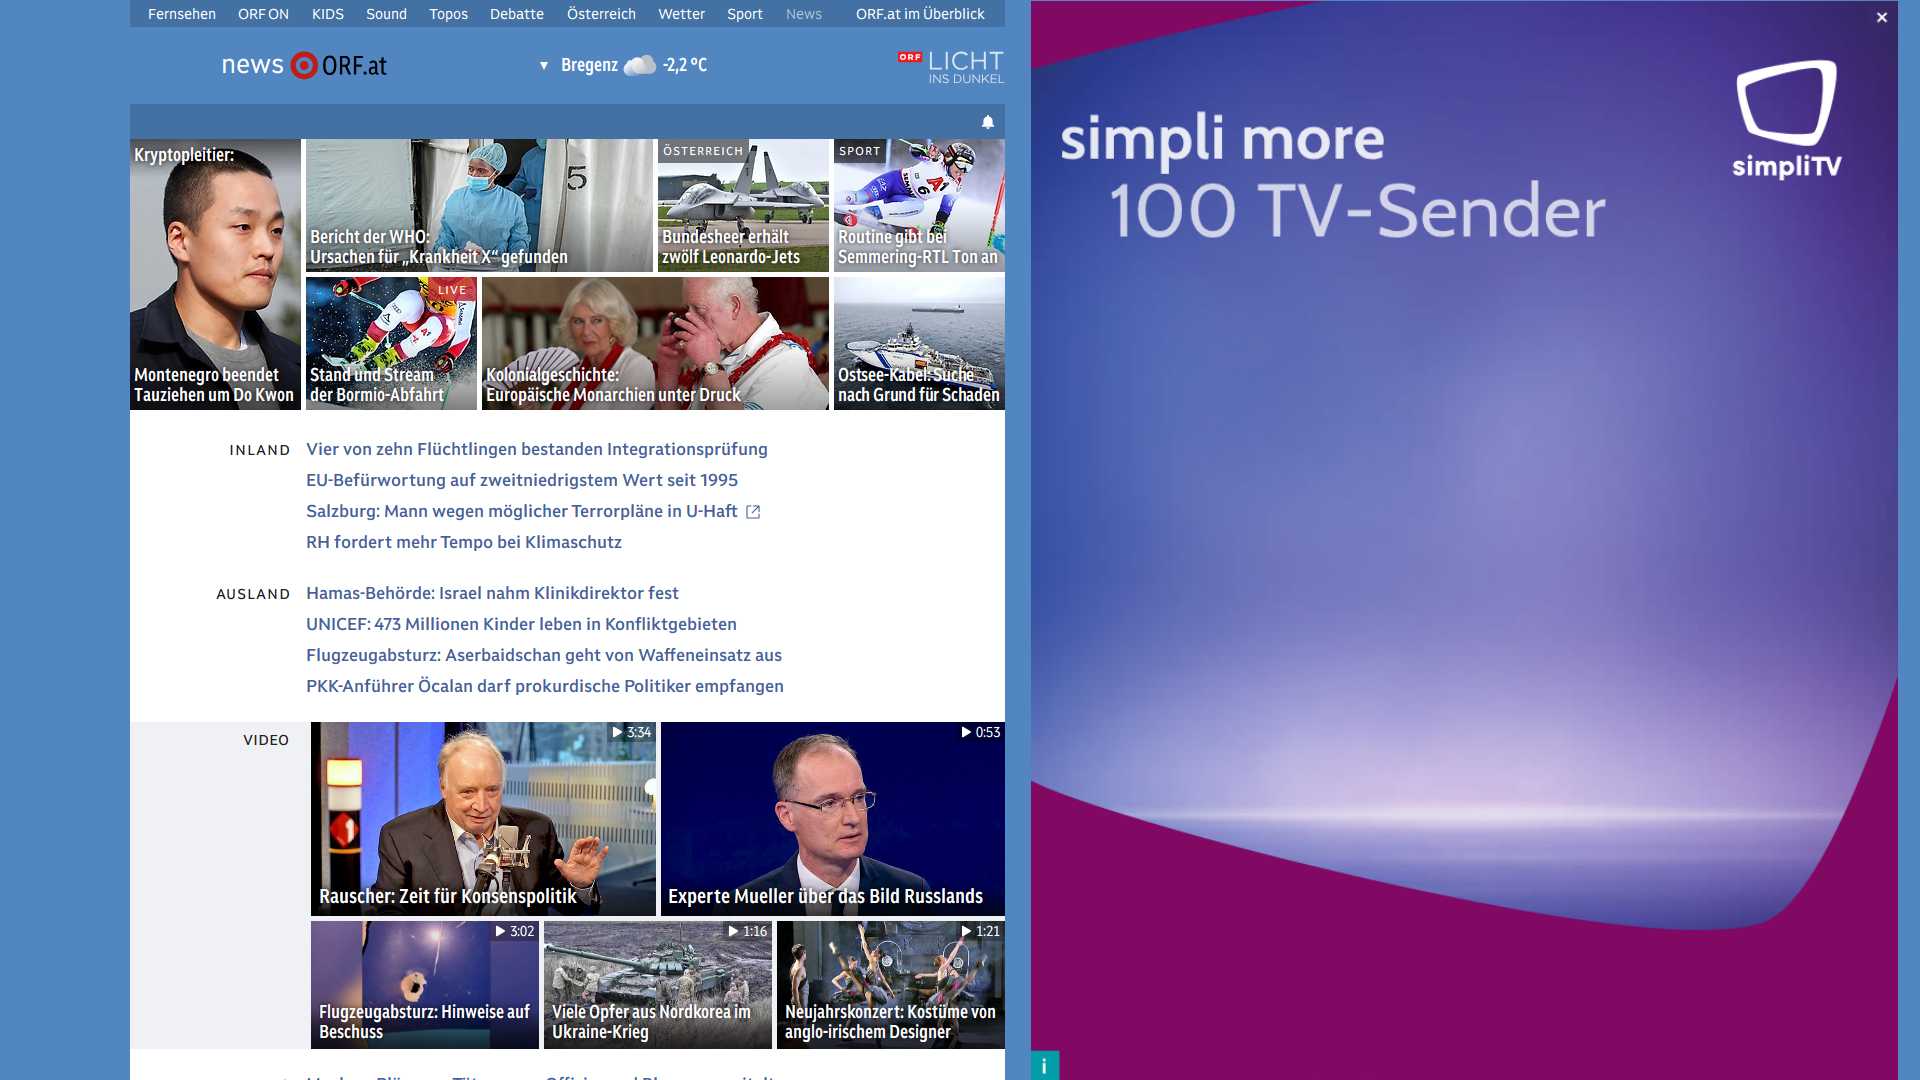 Fernsehen ORF ON KIDS Sound Topos Debatte Österreich Wetter Sport News ORF.at im Überblick
news ORF.at
Bregenz -2,2 °C
ORF LICHT
INS DUNKEL
Kryptopleitier:
Montenegro beendet
Tauziehen um Do Kwon
5
Bericht der WHO:
Ursachen für „Krankheit X“ gefunden
ÖSTERREICH
Bundesheer erhält
zwölf Leonardo-Jets
SPORT
Routine gibt bei
Semmering-RTL Ton an
LIVE
Stand und Stream
der Bormio-Abfahrt
Kolonialgeschichte:
Europäische Monarchien unter Druck
Ostsee-Kabel: Suche
nach Grund für Schaden
INLAND
Vier von zehn Flüchtlingen bestanden Integrationsprüfung
EU-Befürwortung auf zweitniedrigstem Wert seit 1995
Salzburg: Mann wegen möglicher Terrorpläne in U-Haft
RH fordert mehr Tempo bei Klimaschutz
AUSLAND
Hamas-Behörde: Israel nahm Klinikdirektor fest
UNICEF: 473 Millionen Kinder leben in Konfliktgebieten
Flugzeugabsturz: Aserbaidschan geht von Waffeneinsatz aus
PKK-Anführer Öcalan darf prokurdische Politiker empfangen
VIDEO
3:34
Rauscher: Zeit für Konsenspolitik
0:53
Experte Mueller über das Bild Russlands
3:02
Flugzeugabsturz: Hinweise auf
Beschuss
1:16
Viele Opfer aus Nordkorea im
Ukraine-Krieg
1:21
Neujahrskonzert: Kostüme von
anglo-irischem Designer
simpli more
100 TV-Sender
simpliTV
i